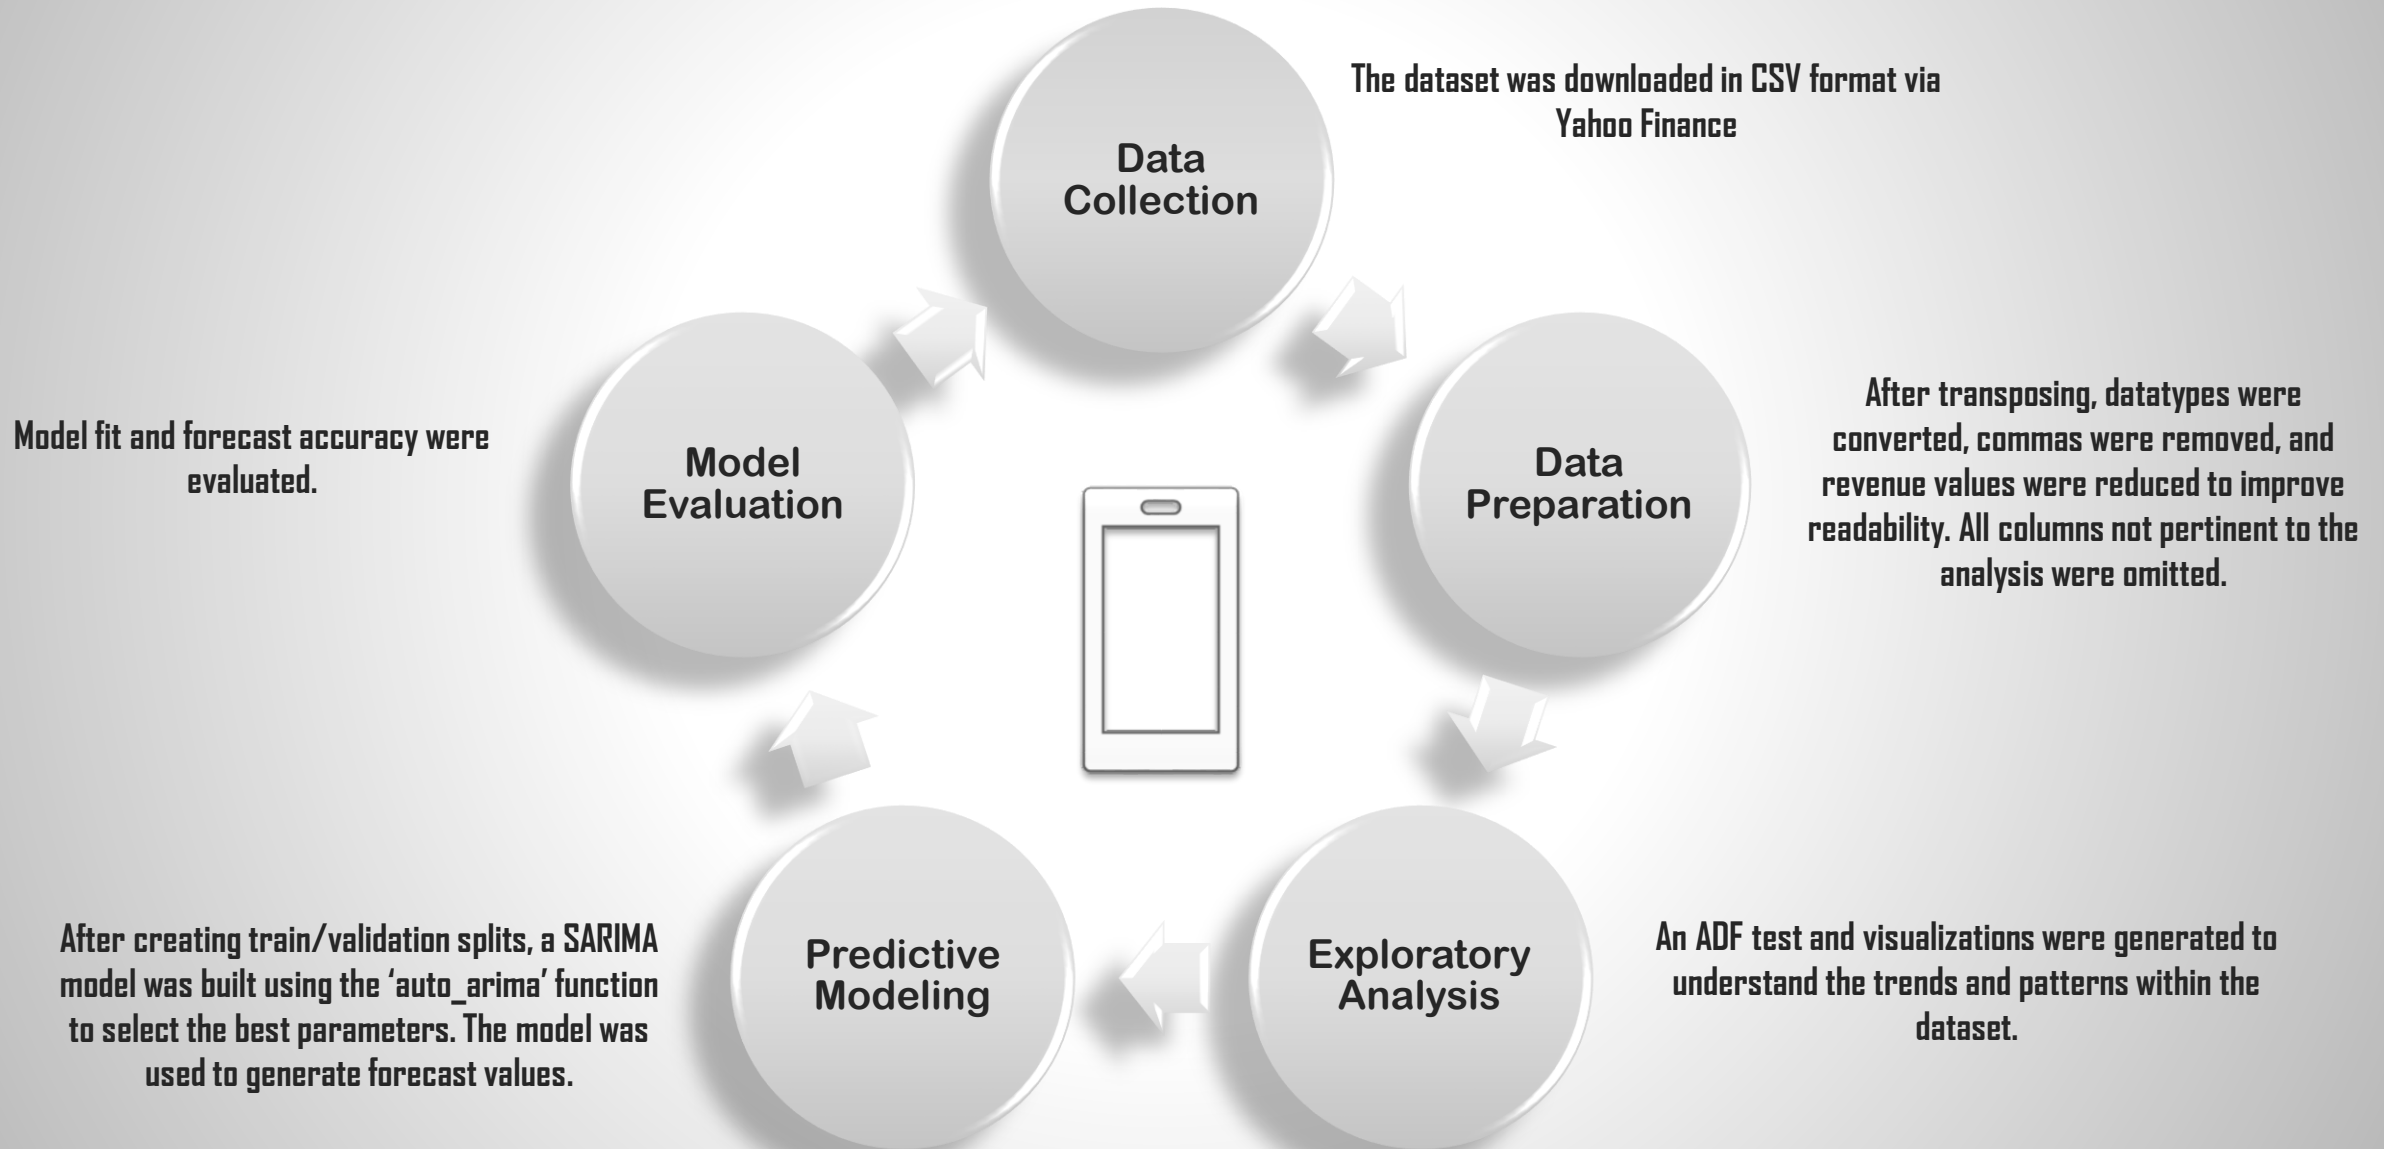 Data
Collection
The dataset was downloaded in CSV format via
Yahoo Finance
Data
Preparation
After transposing, datatypes were
converted, commas were removed, and
revenue values were reduced to improve
readability. All columns not pertinent to the
analysis were omitted.
Exploratory
Analysis
An ADF test and visualizations were generated to
understand the trends and patterns within the
dataset.
Predictive
Modeling
After creating train/validation splits, a SARIMA
model was built using the ‘auto_arima’ function
to select the best parameters. The model was
used to generate forecast values.
Model
Evaluation
Model fit and forecast accuracy were
evaluated.